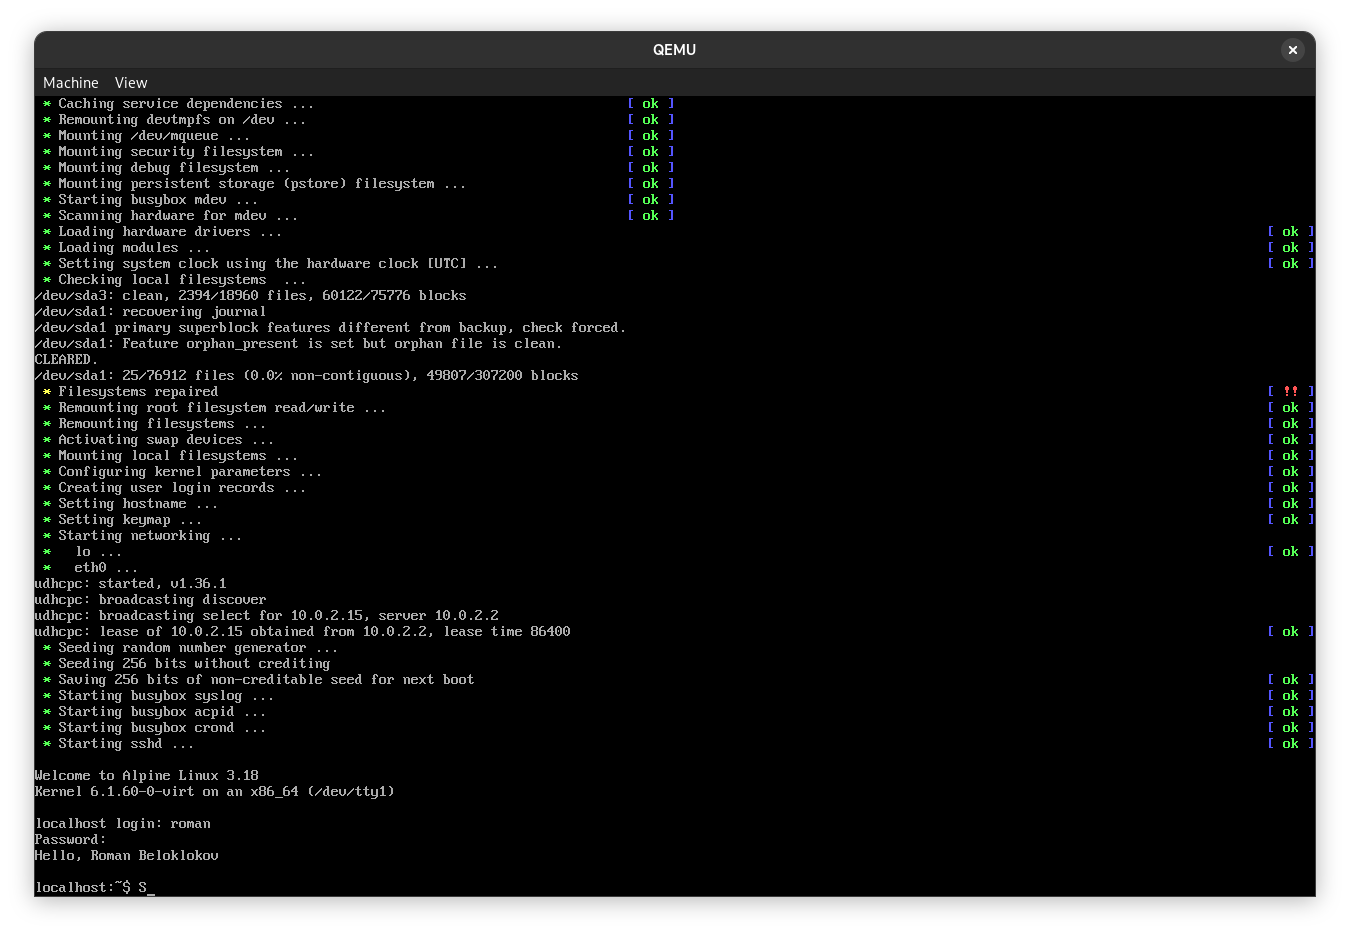 QEMU
Machine View
* Caching service dependencies ... [ ok ]
* Remounting devtmpfs on /dev ... [ ok ]
* Mounting /dev/mqueue ... [ ok ]
* Mounting security filesystem ... [ ok ]
* Mounting debug filesystem ... [ ok ]
* Mounting persistent storage (pstore) filesystem ... [ ok ]
* Starting busybox mdev ... [ ok ]
* Scanning hardware for mdev ... [ ok ]
* Loading hardware drivers ... [ ok ]
* Loading modules ... [ ok ]
* Setting system clock using the hardware clock [UTC] ... [ ok ]
* Checking local filesystems  ...
/dev/sda3: clean, 2394/18960 files, 60122/75776 blocks
/dev/sda1: recovering journal
/dev/sda1 primary superblock features different from backup, check forced.
/dev/sda1: Feature orphan_present is set but orphan file is clean.
CLEARED.
/dev/sda1: 25/76912 files (0.0% non-contiguous), 49807/307200 blocks
* Filesystems repaired [ !! ]
* Remounting root filesystem read/write ... [ ok ]
* Remounting filesystems ... [ ok ]
* Activating swap devices ... [ ok ]
* Mounting local filesystems ... [ ok ]
* Configuring kernel parameters ... [ ok ]
* Creating user login records ... [ ok ]
* Setting hostname ... [ ok ]
* Setting keymap ... [ ok ]
* Starting networking ...
*   lo ... [ ok ]
*   eth0 ...
udhcpc: started, v1.36.1
udhcpc: broadcasting discover
udhcpc: broadcasting select for 10.0.2.15, server 10.0.2.2
udhcpc: lease of 10.0.2.15 obtained from 10.0.2.2, lease time 86400 [ ok ]
* Seeding random number generator ...
* Seeding 256 bits without crediting
* Saving 256 bits of non-creditable seed for next boot [ ok ]
* Starting busybox syslog ... [ ok ]
* Starting busybox acpid ... [ ok ]
* Starting busybox crond ... [ ok ]
* Starting sshd ... [ ok ]
Welcome to Alpine Linux 3.18
Kernel 6.1.60-0-virt on an x86_64 (/dev/tty1)
localhost login: roman
Password:
Hello, Roman Beloklokov
localhost:~$ S_